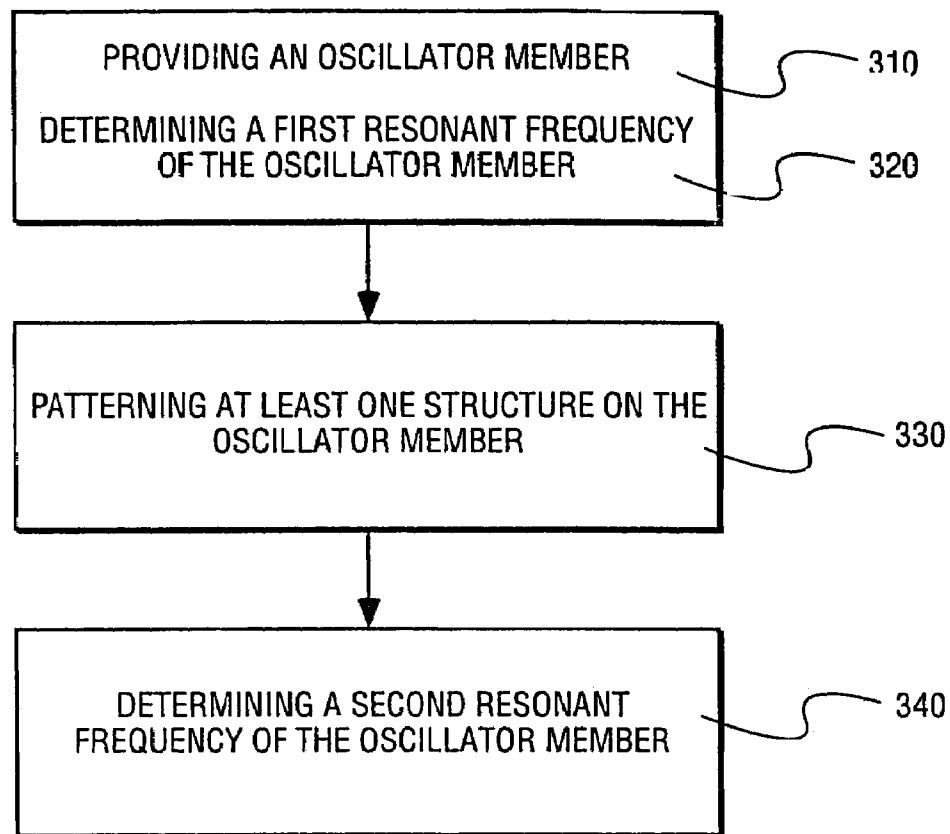 PROVIDING AN OSCILLATOR MEMBER
310
DETERMINING A FIRST RESONANT FREQUENCY
OF THE OSCILLATOR MEMBER
320
PATTERNING AT LEAST ONE STRUCTURE ON THE
OSCILLATOR MEMBER
330
DETERMINING A SECOND RESONANT
FREQUENCY OF THE OSCILLATOR MEMBER
340